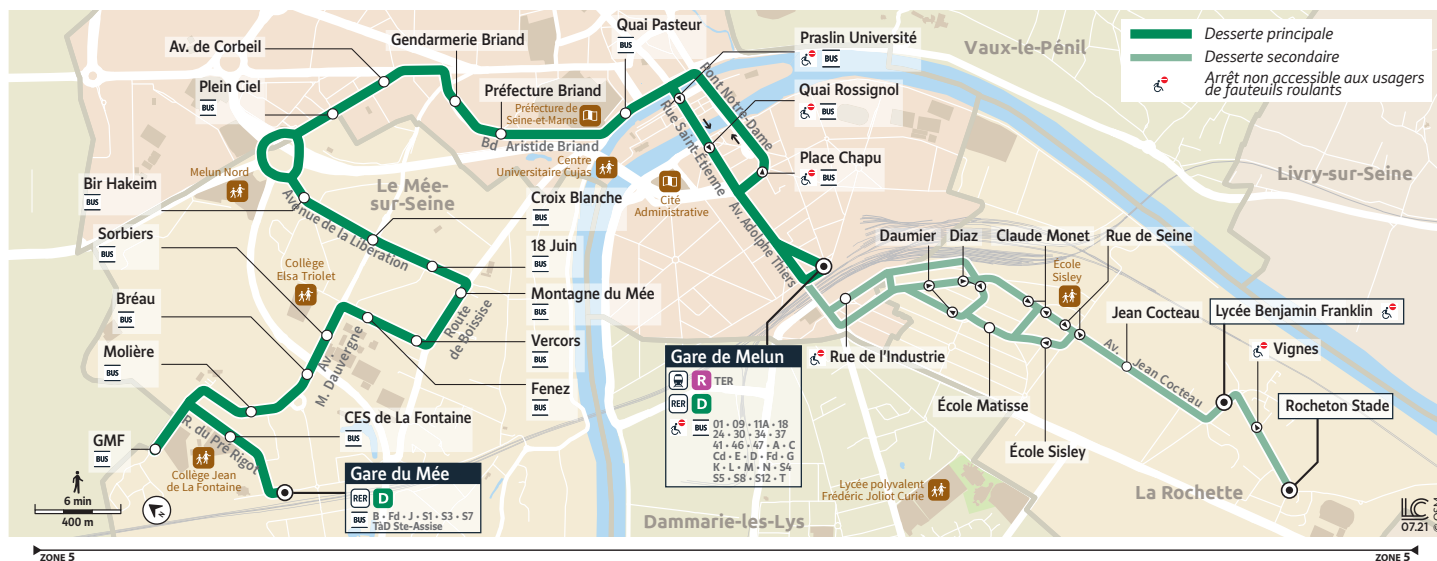 Quai Pasteur
BUS
Gendarmerie Briand
Av. de Corbeil
Plein Ciel
BUS
Préfecture Briand
Préfecture de
Seine-et-Marne
Bd Aristide Briand
Centre
Universitaire Cujas
Praslin Université
BUS
Quai Rossignol
BUS
Place Chapu
BUS
Pont Notre-Dame
Rue Saint-Étienne
Av. Adolphe Thiers
Cité
Administrative
Vaux-le-Pénil
Livry-sur-Seine
Desserte principale
Desserte secondaire
Arrêt non accessible aux usagers
de fauteuils roulants
Melun Nord
Le Mée-
sur-Seine
Bir Hakeim
BUS
Avenue de la Libération
Croix Blanche
BUS
18 Juin
BUS
Montagne du Mée
BUS
Route
de Boissise
Vercors
BUS
Fenez
BUS
Sorbiers
BUS
Collège
Elsa Triolet
Bréau
BUS
Av.
M. Dauvergne
Molière
BUS
CES de La Fontaine
BUS
GMF
BUS
R. du Pré Rigot
Collège Jean
de La Fontaine
Gare du Mée
RER D
BUS
B • Fd • J • S1 • S3 • S7
TàD Ste-Assise
6 min
400 m
Gare de Melun
R TER
RER D
BUS
01 • 09 • 11A • 18
24 • 30 • 34 • 37
41 • 46 • 47 • A • C
Cd • E • D • Fd • G
K • L • M • N • S4
S5 • S8 • S12 • T
Rue de l'Industrie
Daumier
Diaz
Claude Monet
Rue de Seine
École
Sisley
École Matisse
École Sisley
Jean Cocteau
Av. Jean Cocteau
Lycée Benjamin Franklin
Vignes
Rocheton Stade
La Rochette
Lycée polyvalent
Frédéric Joliot Curie
Dammarie-les-Lys
LC
07.21
© OSM
ZONE 5
ZONE 5